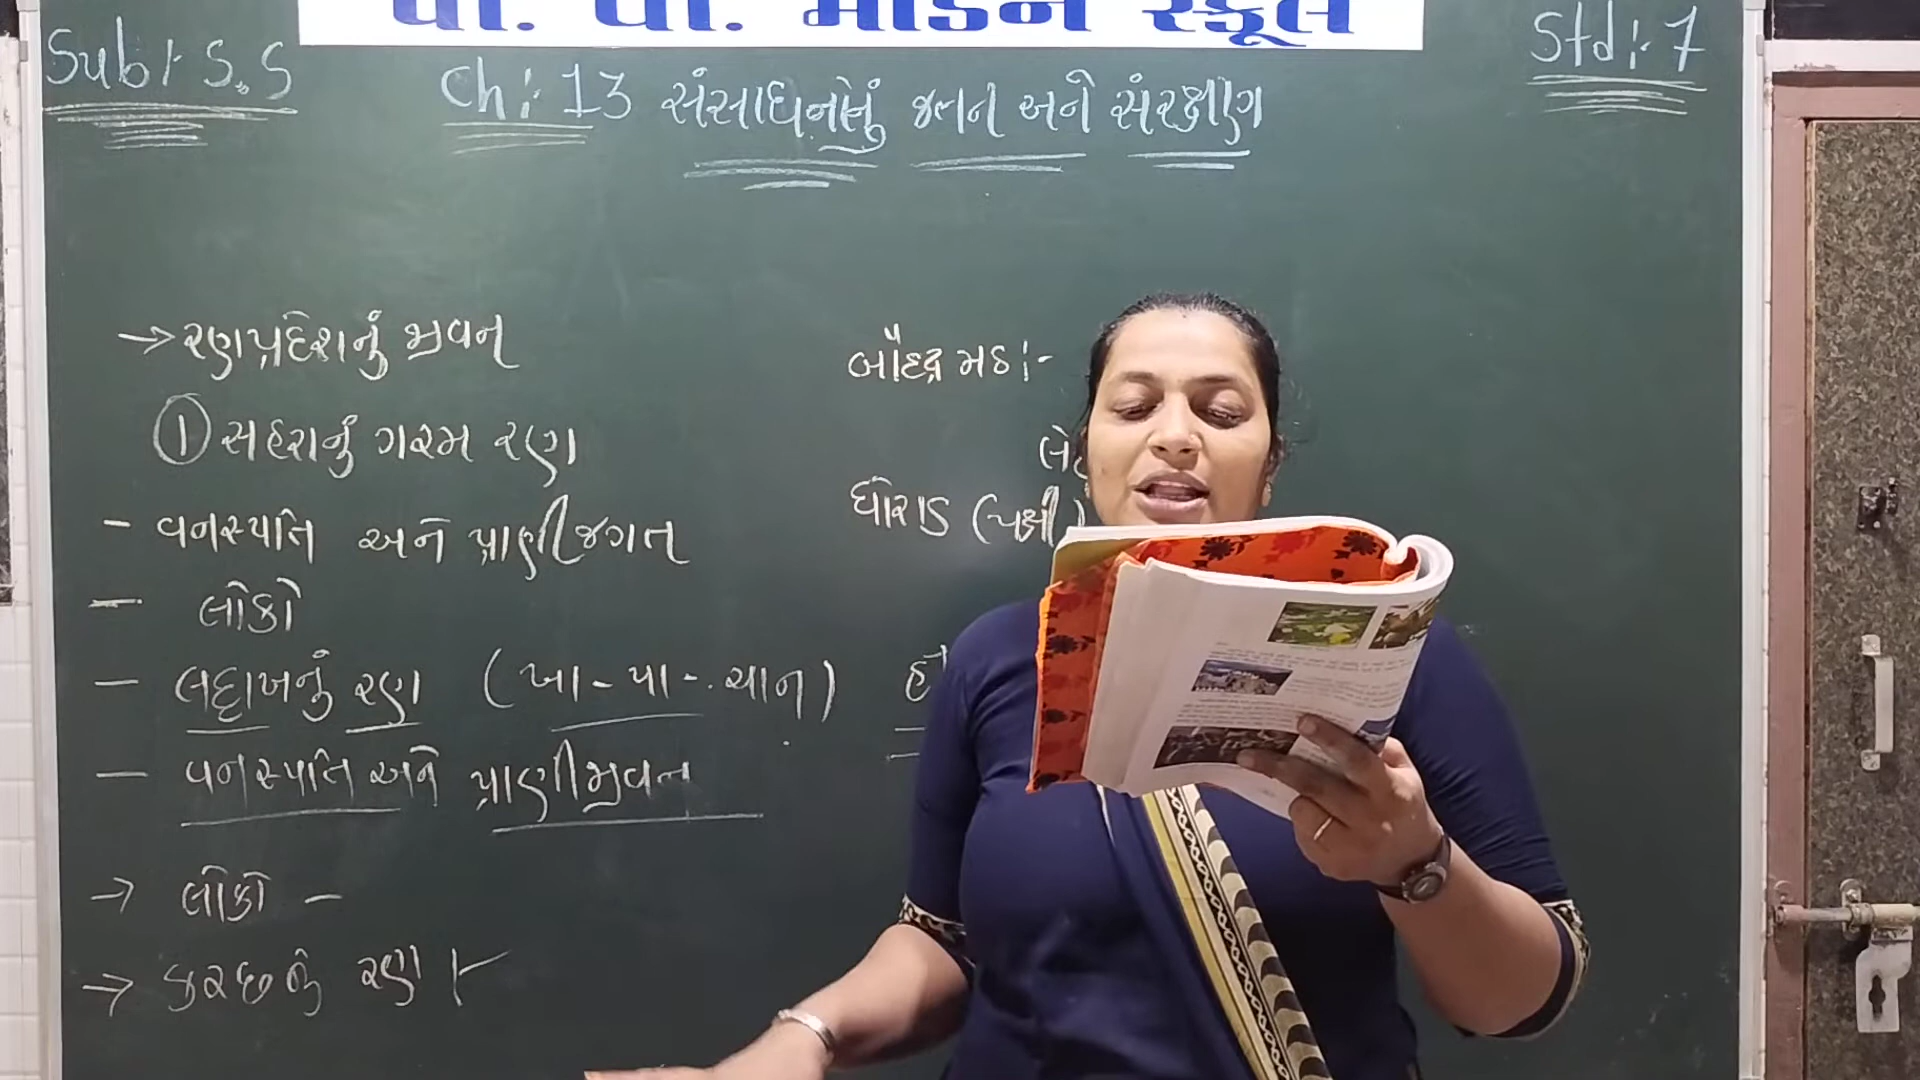 પી. પી. મોડર્ન સ્કૂલ
Sub:- S.S
Std:- 7
Ch:- 13 સંસાધનોનું જતન અને સંરક્ષણ
→ રણપ્રદેશનું જીવન
① સહરાનું ગરમ રણ
- વનસ્પતિ અને પ્રાણીજગત
- લોકો
- લદ્દાખનું રણ (ખા-પા-ચાન)
- વનસ્પતિ અને પ્રાણીજીવન
→ લોકો -
→ કચ્છનું રણ :-
બૌદ્ધ મઠ:-
લે
ઘોરાડ (પક્ષી)